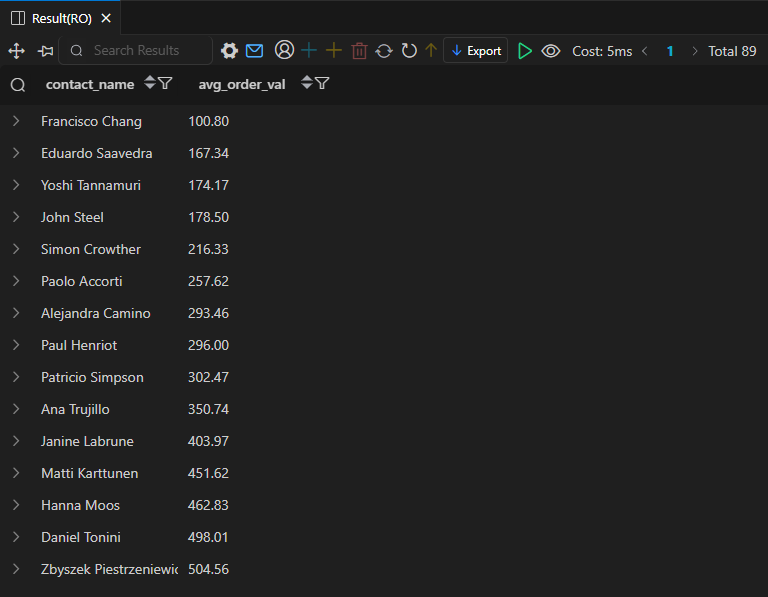 Result(RO)
Search Results Export Cost: 5ms 1 Total 89
contact_name avg_order_val
Francisco Chang 100.80
Eduardo Saavedra 167.34
Yoshi Tannamuri 174.17
John Steel 178.50
Simon Crowther 216.33
Paolo Accorti 257.62
Alejandra Camino 293.46
Paul Henriot 296.00
Patricio Simpson 302.47
Ana Trujillo 350.74
Janine Labrune 403.97
Matti Karttunen 451.62
Hanna Moos 462.83
Daniel Tonini 498.01
Zbyszek Piestrzeniewic 504.56